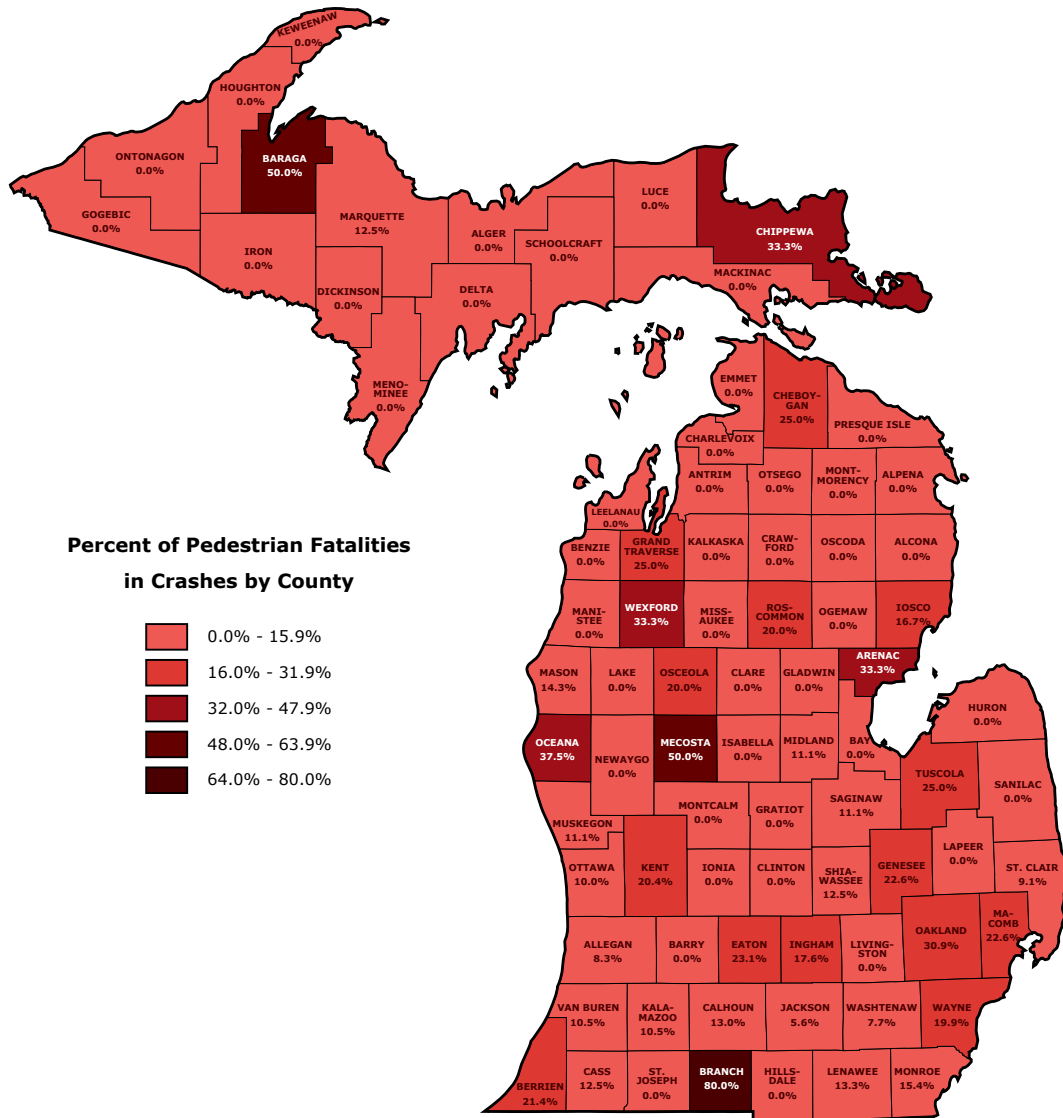 KEWEENAW
0.0%
HOUGHTON
0.0%
ONTONAGON
0.0%
BARAGA
50.0%
GOGEBIC
0.0%
MARQUETTE
12.5%
IRON
0.0%
DICKINSON
0.0%
ALGER
0.0%
SCHOOLCRAFT
0.0%
LUCE
0.0%
CHIPPEWA
33.3%
MACKINAC
0.0%
DELTA
0.0%
MENO-
MINEE
0.0%
EMMET
0.0%
CHEBOY-
GAN
25.0%
PRESQUE ISLE
0.0%
CHARLEVOIX
0.0%
ANTRIM
0.0%
OTSEGO
0.0%
MONT-
MORENCY
0.0%
ALPENA
0.0%
LEELANAU
0.0%
BENZIE
0.0%
GRAND
TRAVERSE
25.0%
KALKASKA
0.0%
CRAW-
FORD
0.0%
OSCODA
0.0%
ALCONA
0.0%
Percent of Pedestrian Fatalities
in Crashes by County
0.0% - 15.9%
16.0% - 31.9%
32.0% - 47.9%
48.0% - 63.9%
64.0% - 80.0%
MANI-
STEE
0.0%
WEXFORD
33.3%
MISS-
AUKEE
0.0%
ROS-
COMMON
20.0%
OGEMAW
0.0%
IOSCO
16.7%
ARENAC
33.3%
MASON
14.3%
LAKE
0.0%
OSCEOLA
20.0%
CLARE
0.0%
GLADWIN
0.0%
HURON
0.0%
OCEANA
37.5%
NEWAYGO
0.0%
MECOSTA
50.0%
ISABELLA
0.0%
MIDLAND
11.1%
BAY
0.0%
TUSCOLA
25.0%
SANILAC
0.0%
MUSKEGON
11.1%
MONTCALM
0.0%
GRATIOT
0.0%
SAGINAW
11.1%
OTTAWA
10.0%
KENT
20.4%
IONIA
0.0%
CLINTON
0.0%
SHIA-
WASSEE
12.5%
GENESEE
22.6%
LAPEER
0.0%
ST. CLAIR
9.1%
ALLEGAN
8.3%
BARRY
0.0%
EATON
23.1%
INGHAM
17.6%
LIVING-
STON
0.0%
OAKLAND
30.9%
MA-
COMB
22.6%
VAN BUREN
10.5%
KALA-
MAZOO
10.5%
CALHOUN
13.0%
JACKSON
5.6%
WASHTENAW
7.7%
WAYNE
19.9%
BERRIEN
21.4%
CASS
12.5%
ST.
JOSEPH
0.0%
BRANCH
80.0%
HILLS-
DALE
0.0%
LENAWEE
13.3%
MONROE
15.4%